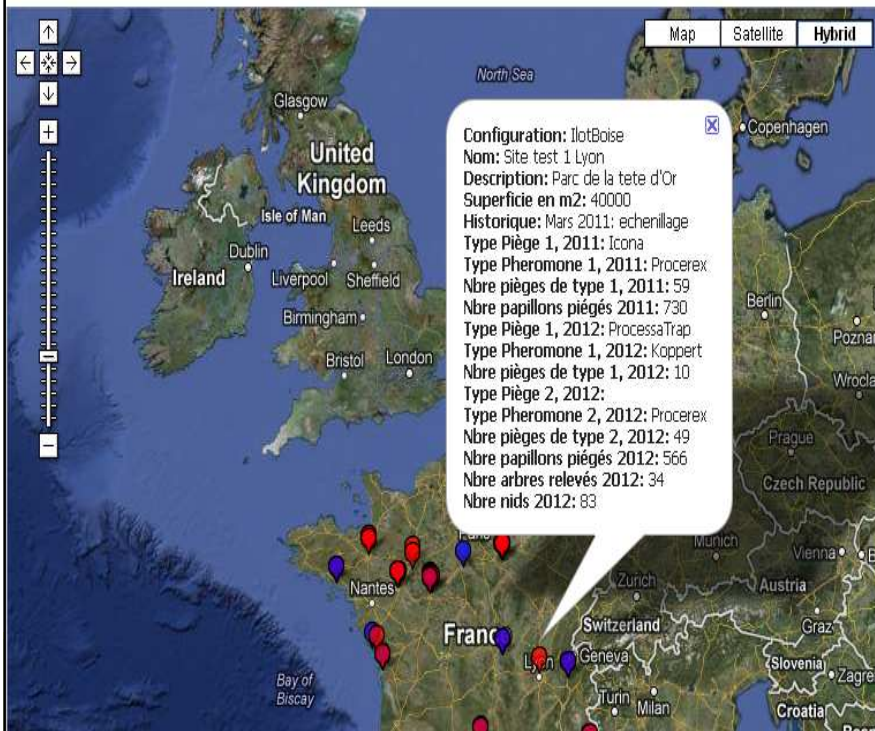 Map
Satellite
Hybrid
North Sea
Glasgow
Copenhagen
United
Kingdom
Isle of Man
Leeds
Dublin
Ireland
Liverpool
Sheffield
Birmingham
Bristol
London
Berlin
Configuration: IlotBoise
Nom: Site test 1 Lyon
Description: Parc de la tete d'Or
Superficie en m2: 40000
Historique: Mars 2011: echenillage
Type Piège 1, 2011: Icona
Type Pheromone 1, 2011: Procerex
Nbre pièges de type 1, 2011: 59
Nbre papillons piégés 2011: 730
Type Piège 1, 2012: ProcessaTrap
Type Pheromone 1, 2012: Koppert
Nbre pièges de type 1, 2012: 10
Type Piège 2, 2012:
Type Pheromone 2, 2012: Procerex
Nbre pièges de type 2, 2012: 49
Nbre papillons piégés 2012: 566
Nbre arbres relevés 2012: 34
Nbre nids 2012: 83
Prague
Czech Republic
Munich
Vienna
Zurich
Austria
Nantes
Switzerland
Graz
Lyon
Geneva
Slovenia
Bay of
Biscay
Turin
Milan
Croatia